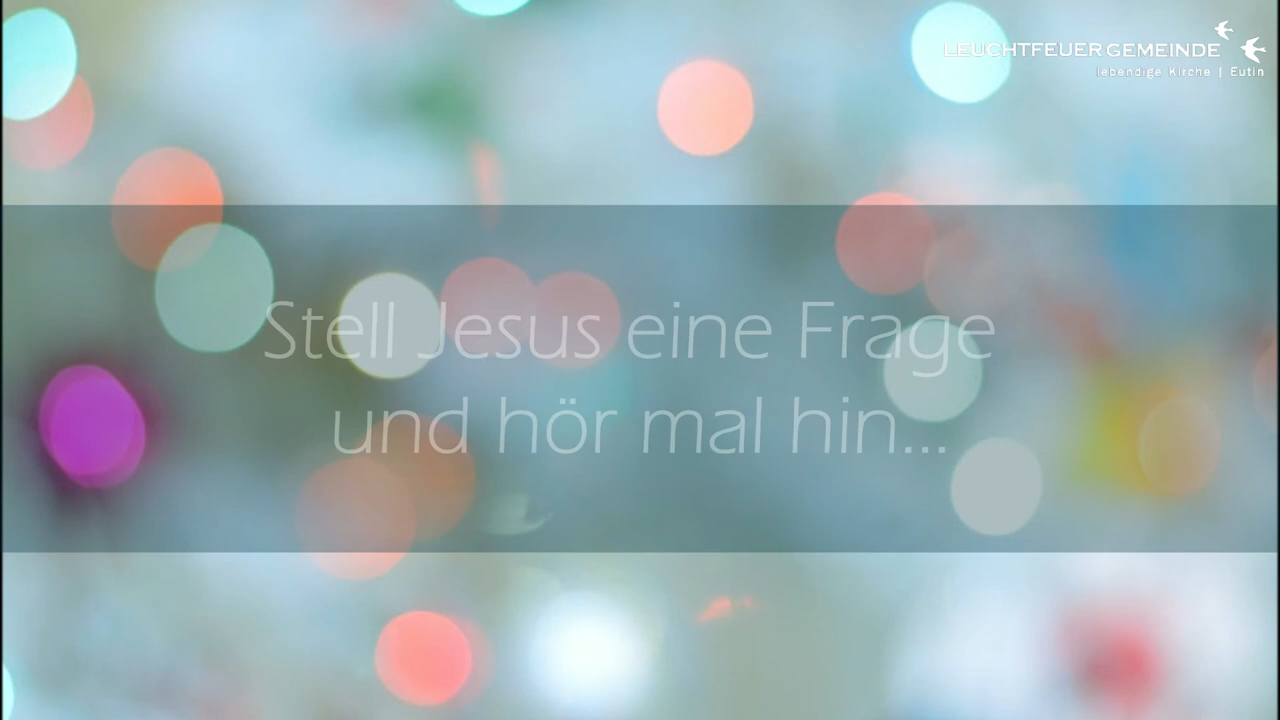 LEUCHTFEUERGEMEINDE
lebendige Kirche | Eutin
Stell Jesus eine Frage
und hör mal hin...